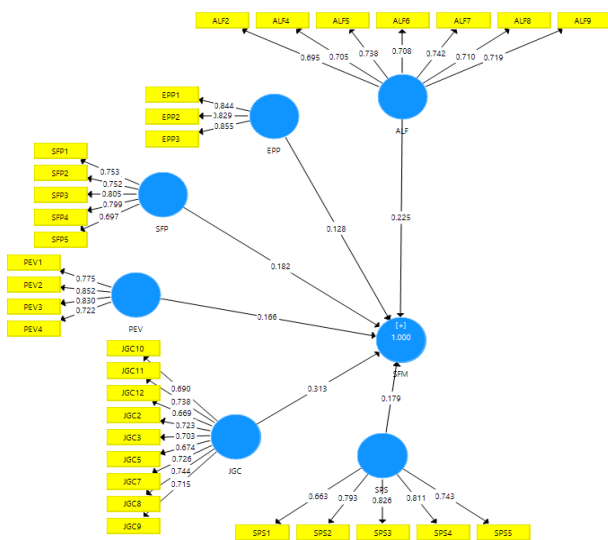 ALF2 ALF4 ALF5 ALF6 ALF7 ALF8 ALF9
0.695 0.705 0.738 0.708 0.742 0.710 0.719
ALF
EPP1
EPP2
EPP3
0.844
0.829
0.855
EPP
SFP1
SFP2
SFP3
SFP4
SFP5
0.753
0.752
0.805
0.799
0.697
SFP
0.128
0.225
0.182
PEV1
PEV2
PEV3
PEV4
0.775
0.852
0.830
0.722
PEV
0.166
[+]
1.000
SFM
JGC10
JGC11
JGC12
JGC2
JGC3
JGC5
JGC7
JGC8
JGC9
0.690
0.738
0.669
0.723
0.703
0.674
0.726
0.744
0.715
JGC
0.313
0.179
SPS
0.663 0.793 0.826 0.811 0.743
SPS1 SPS2 SPS3 SPS4 SPS5